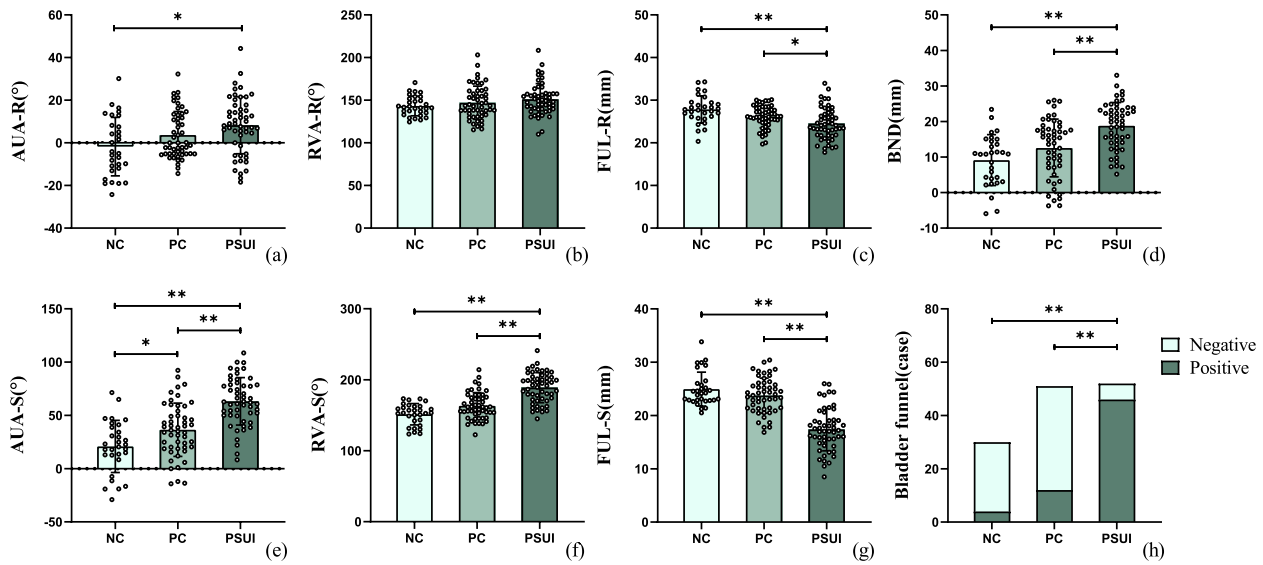 AUA-R(°)
60
40
20
0
-20
-40
*
NC PC PSUI
(a)
RVA-R(°)
250
200
150
100
50
0
NC PC PSUI
(b)
FUL-R(mm)
50
40
30
20
10
0
**
*
NC PC PSUI
(c)
BND(mm)
50
40
30
20
10
0
-10
**
**
NC PC PSUI
(d)
AUA-S(°)
150
100
50
0
-50
**
**
*
NC PC PSUI
(e)
RVA-S(°)
300
200
100
0
**
**
NC PC PSUI
(f)
FUL-S(mm)
40
30
20
10
0
**
**
NC PC PSUI
(g)
Bladder funnel(case)
80
60
40
20
0
**
**
NC PC PSUI
(h)
Negative
Positive